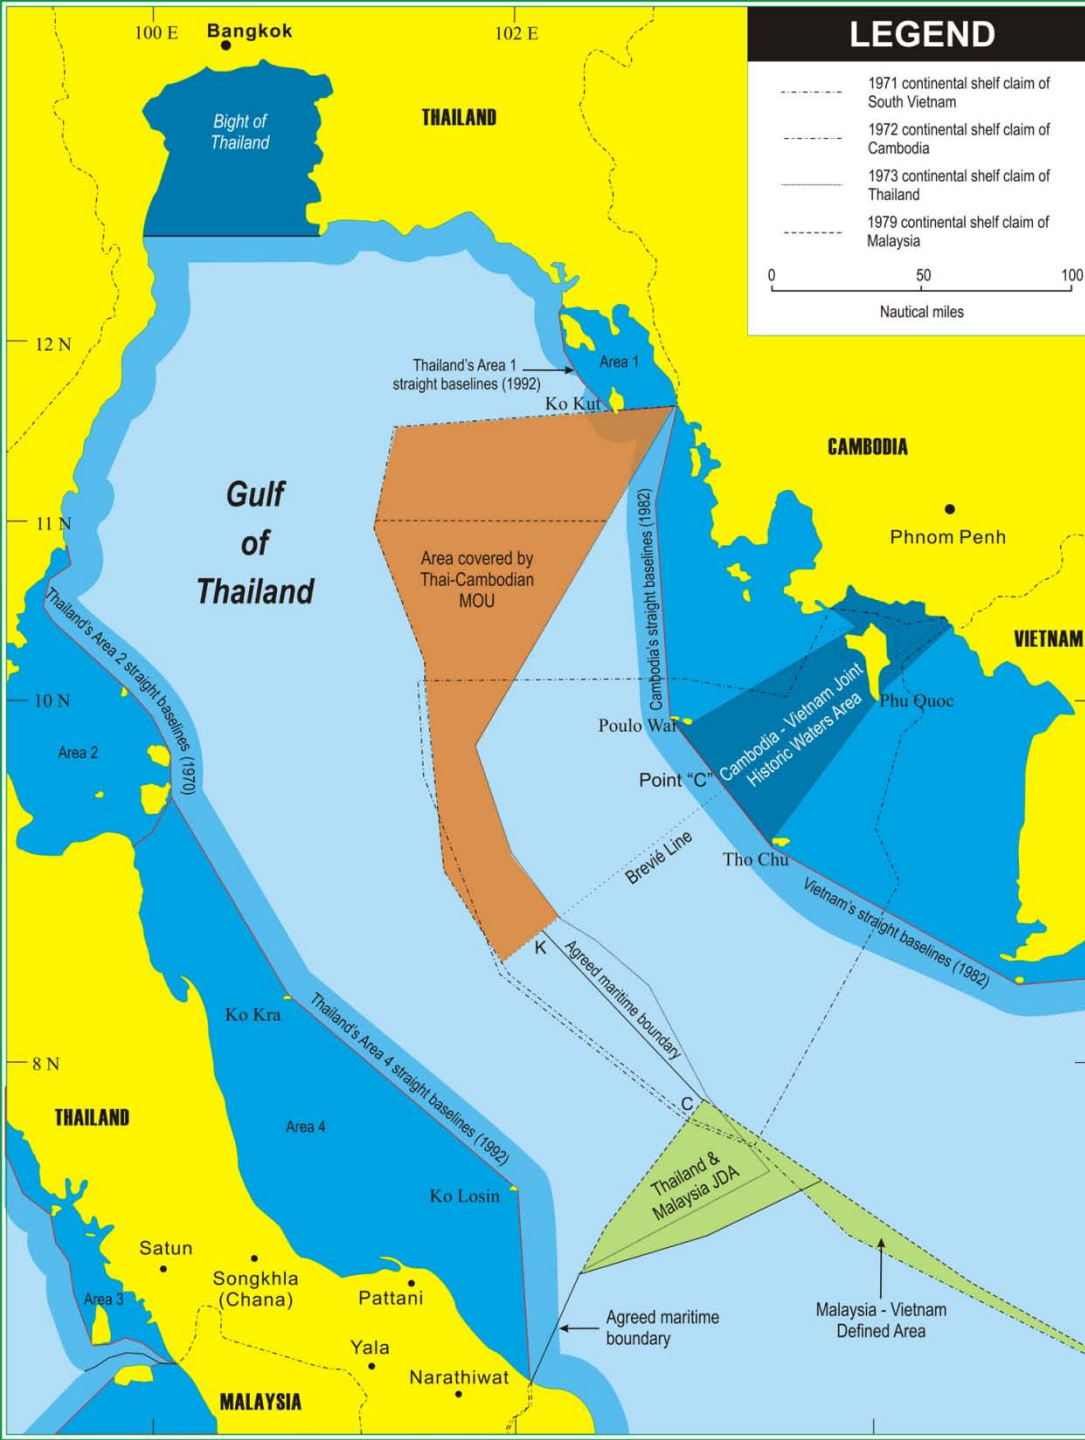 100 E
Bangkok
102 E
LEGEND
1971 continental shelf claim of
South Vietnam
1972 continental shelf claim of
Cambodia
1973 continental shelf claim of
Thailand
1979 continental shelf claim of
Malaysia
0 50 100
Nautical miles
Bight of
Thailand
THAILAND
12 N
Thailand's Area 1
straight baselines (1992)
Area 1
Ko Kut
CAMBODIA
Gulf
of
Thailand
11 N
Phnom Penh
Area covered by
Thai-Cambodian
MOU
Cambodia's straight baselines (1982)
Thailand's Area 2 straight baselines (1970)
VIETNAM
10 N
Phu Quoc
Poulo Wai
Cambodia - Vietnam Joint
Historic Waters Area
Area 2
Point "C"
Brevié Line
Tho Chu
Vietnam's straight baselines (1982)
K
Agreed maritime boundary
Ko Kra
Thailand's Area 4 straight baselines (1992)
8 N
C
THAILAND
Area 4
Thailand &
Malaysia JDA
Ko Losin
Satun
Songkhla
(Chana)
Pattani
Area 3
Agreed maritime
boundary
Malaysia - Vietnam
Defined Area
Yala
Narathiwat
MALAYSIA